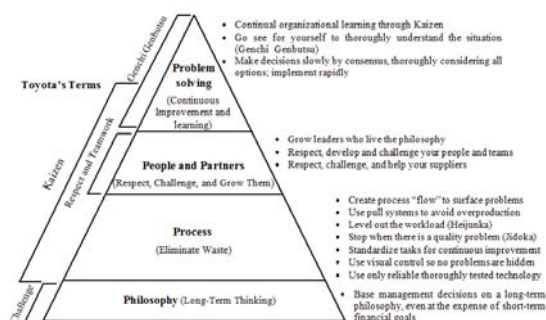 • Continual organizational learning through Kaizen
• Go see for yourself to thoroughly understand the situation
(Genchi Genbutsu)
• Make decisions slowly by consensus, thoroughly considering all
options; implement rapidly
Toyota's Terms
Genchi Genbutsu
Problem
solving
(Continuous
Improvement and
learning)
• Grow leaders who live the philosophy
• Respect, develop and challenge your people and teams
• Respect, challenge, and help your suppliers
Kaizen
Respect and Teamwork
People and Partners
(Respect, Challenge, and Grow Them)
• Create process "flow" to surface problems
• Use pull systems to avoid overproduction
• Level out the workload (Heijunka)
• Stop when there is a quality problem (Jidoka)
• Standardize tasks for continuous improvement
• Use visual control so no problems are hidden
• Use only reliable thoroughly tested technology
Process
(Eliminate Waste)
Challenge
Philosophy (Long-Term Thinking)
• Base management decisions on a long-term
philosophy, even at the expense of short-term
financial goals